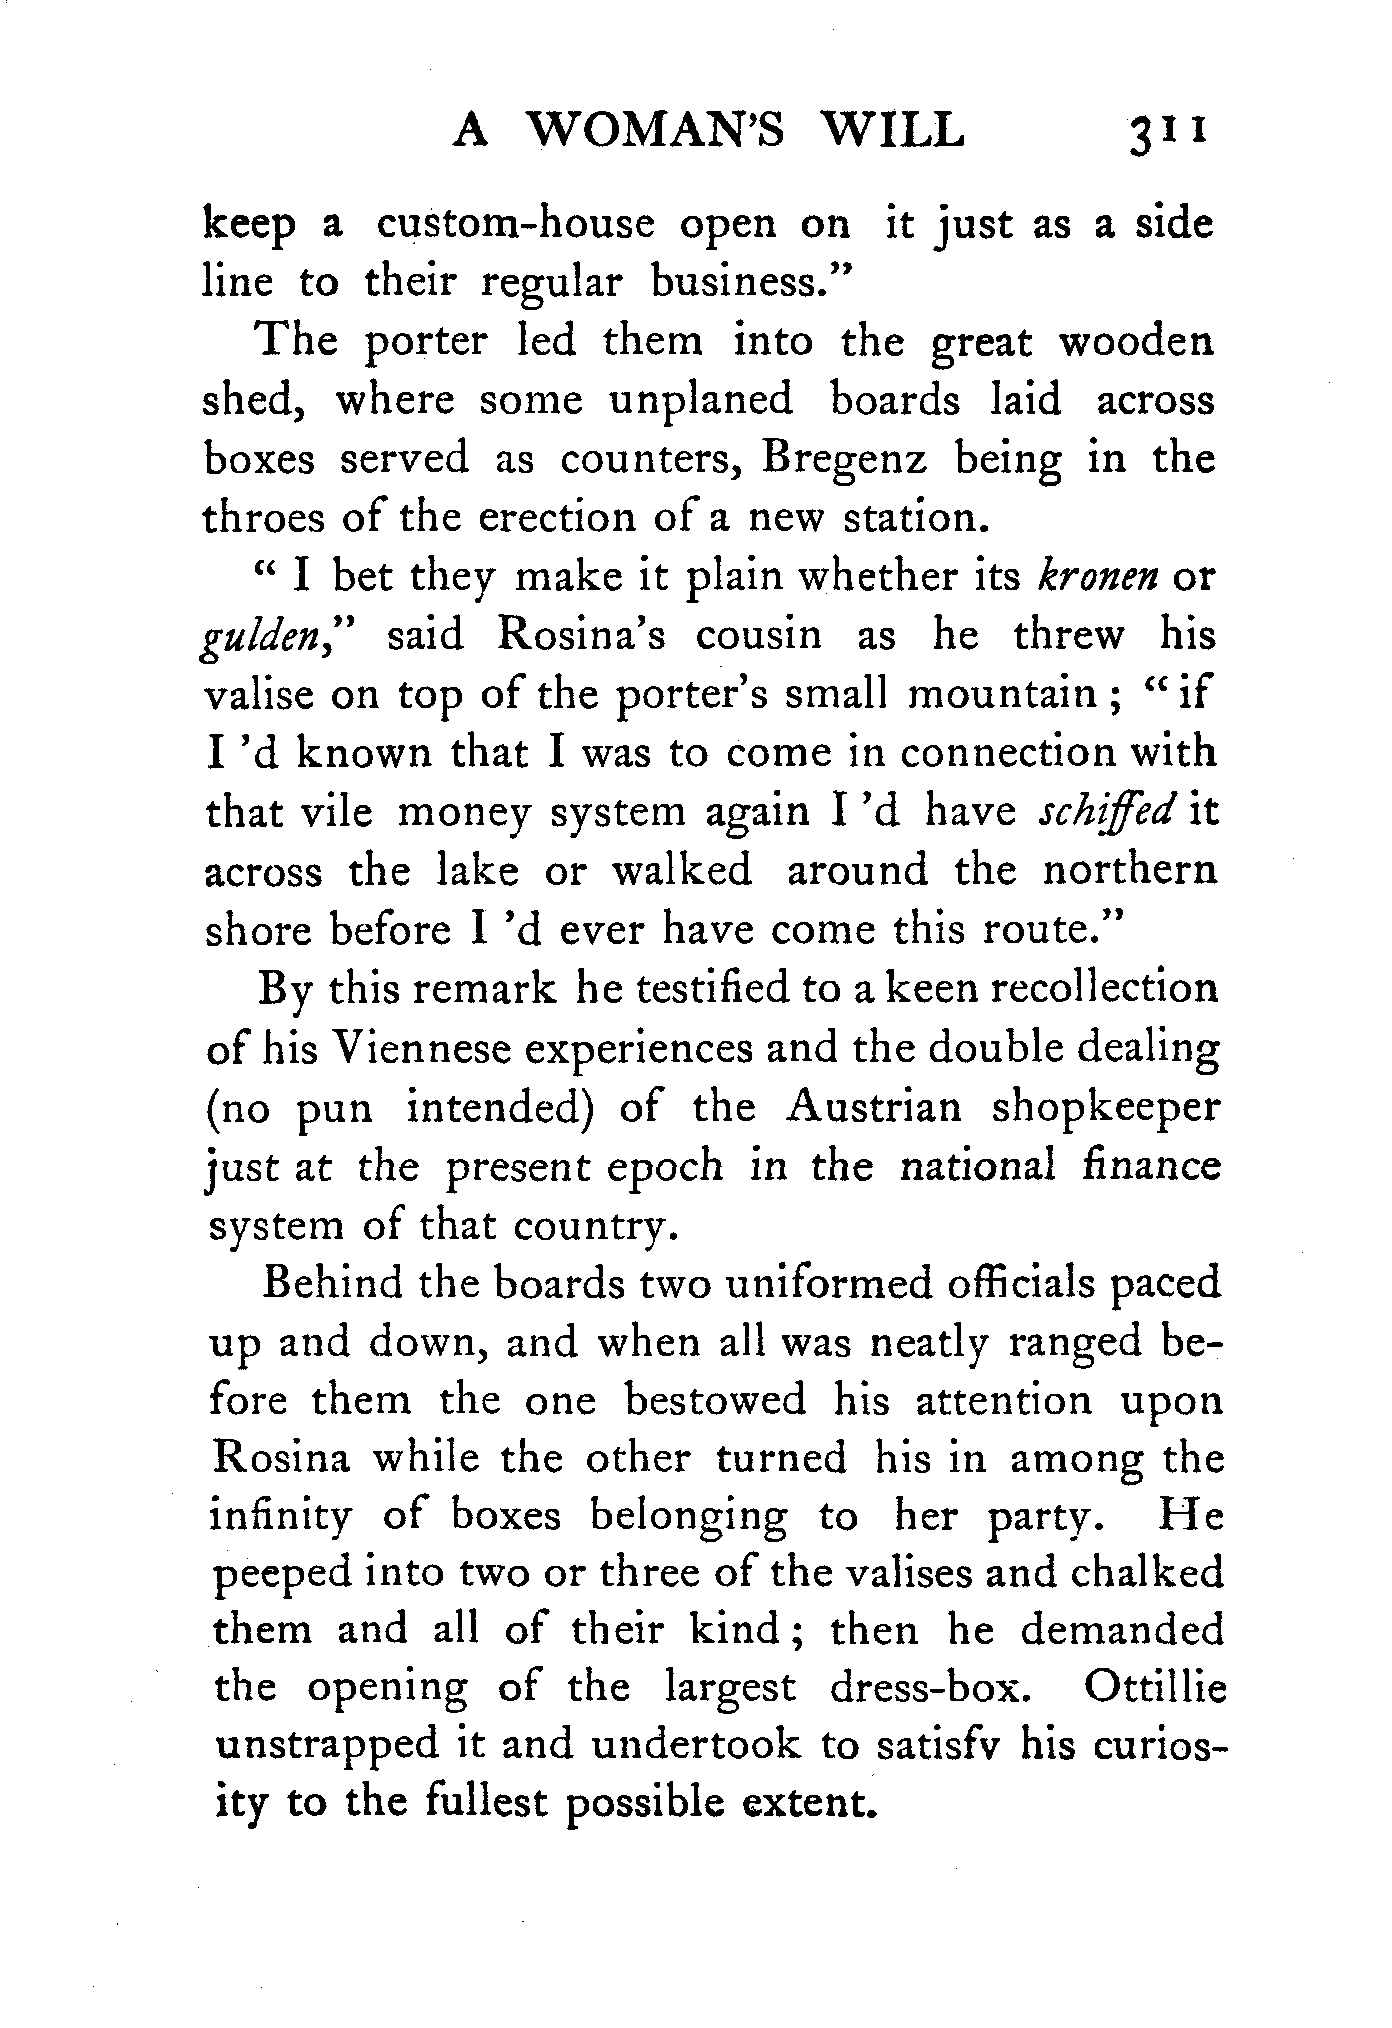 A WOMAN'S WILL 311
keep a custom-house open on it just as a side
line to their regular business."
The porter led them into the great wooden
shed, where some unplaned boards laid across
boxes served as counters, Bregenz being in the
throes of the erection of a new station.
" I bet they make it plain whether its kronen or
gulden," said Rosina's cousin as he threw his
valise on top of the porter's small mountain ; " if
I 'd known that I was to come in connection with
that vile money system again I 'd have schiffed it
across the lake or walked around the northern
shore before I 'd ever have come this route."
By this remark he testified to a keen recollection
of his Viennese experiences and the double dealing
(no pun intended) of the Austrian shopkeeper
just at the present epoch in the national finance
system of that country.
Behind the boards two uniformed officials paced
up and down, and when all was neatly ranged be-
fore them the one bestowed his attention upon
Rosina while the other turned his in among the
infinity of boxes belonging to her party. He
peeped into two or three of the valises and chalked
them and all of their kind ; then he demanded
the opening of the largest dress-box. Ottillie
unstrapped it and undertook to satisfy his curios-
ity to the fullest possible extent.